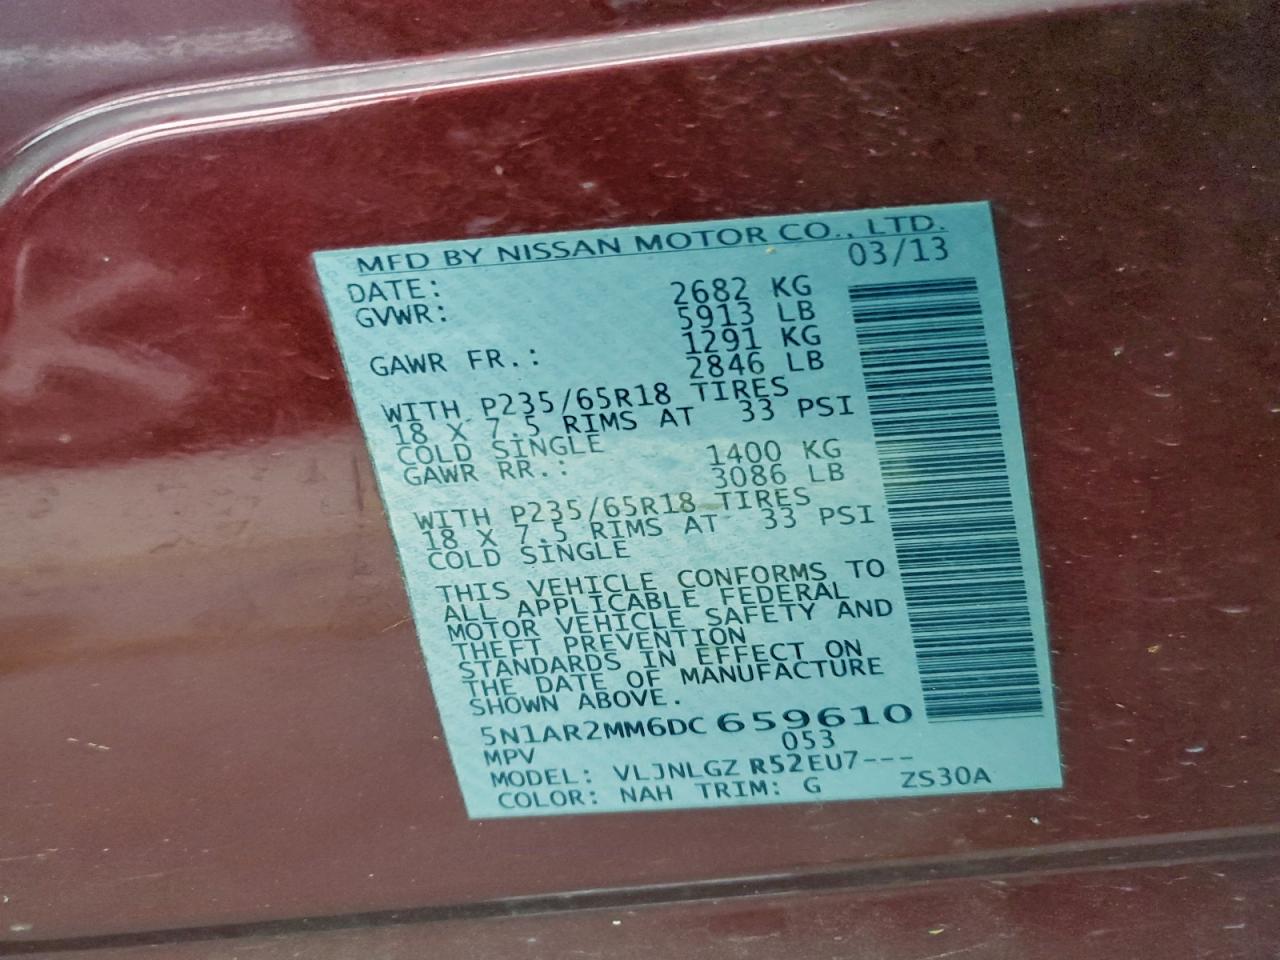 MFD BY NISSAN MOTOR CO., LTD.
DATE: 03/13
GVWR: 2682 KG
5913 LB
GAWR FR.: 1291 KG
2846 LB
WITH P235/65R18 TIRES
18 X 7.5 RIMS AT 33 PSI
COLD SINGLE
GAWR RR.: 1400 KG
3086 LB
WITH P235/65R18 TIRES
18 X 7.5 RIMS AT 33 PSI
COLD SINGLE
THIS VEHICLE CONFORMS TO
ALL APPLICABLE FEDERAL
MOTOR VEHICLE SAFETY AND
THEFT PREVENTION
STANDARDS IN EFFECT ON
THE DATE OF MANUFACTURE
SHOWN ABOVE.
5N1AR2MM6DC 659610
MPV 053
MODEL: VLJNLGZ R52EU7---
COLOR: NAH TRIM: G ZS30A